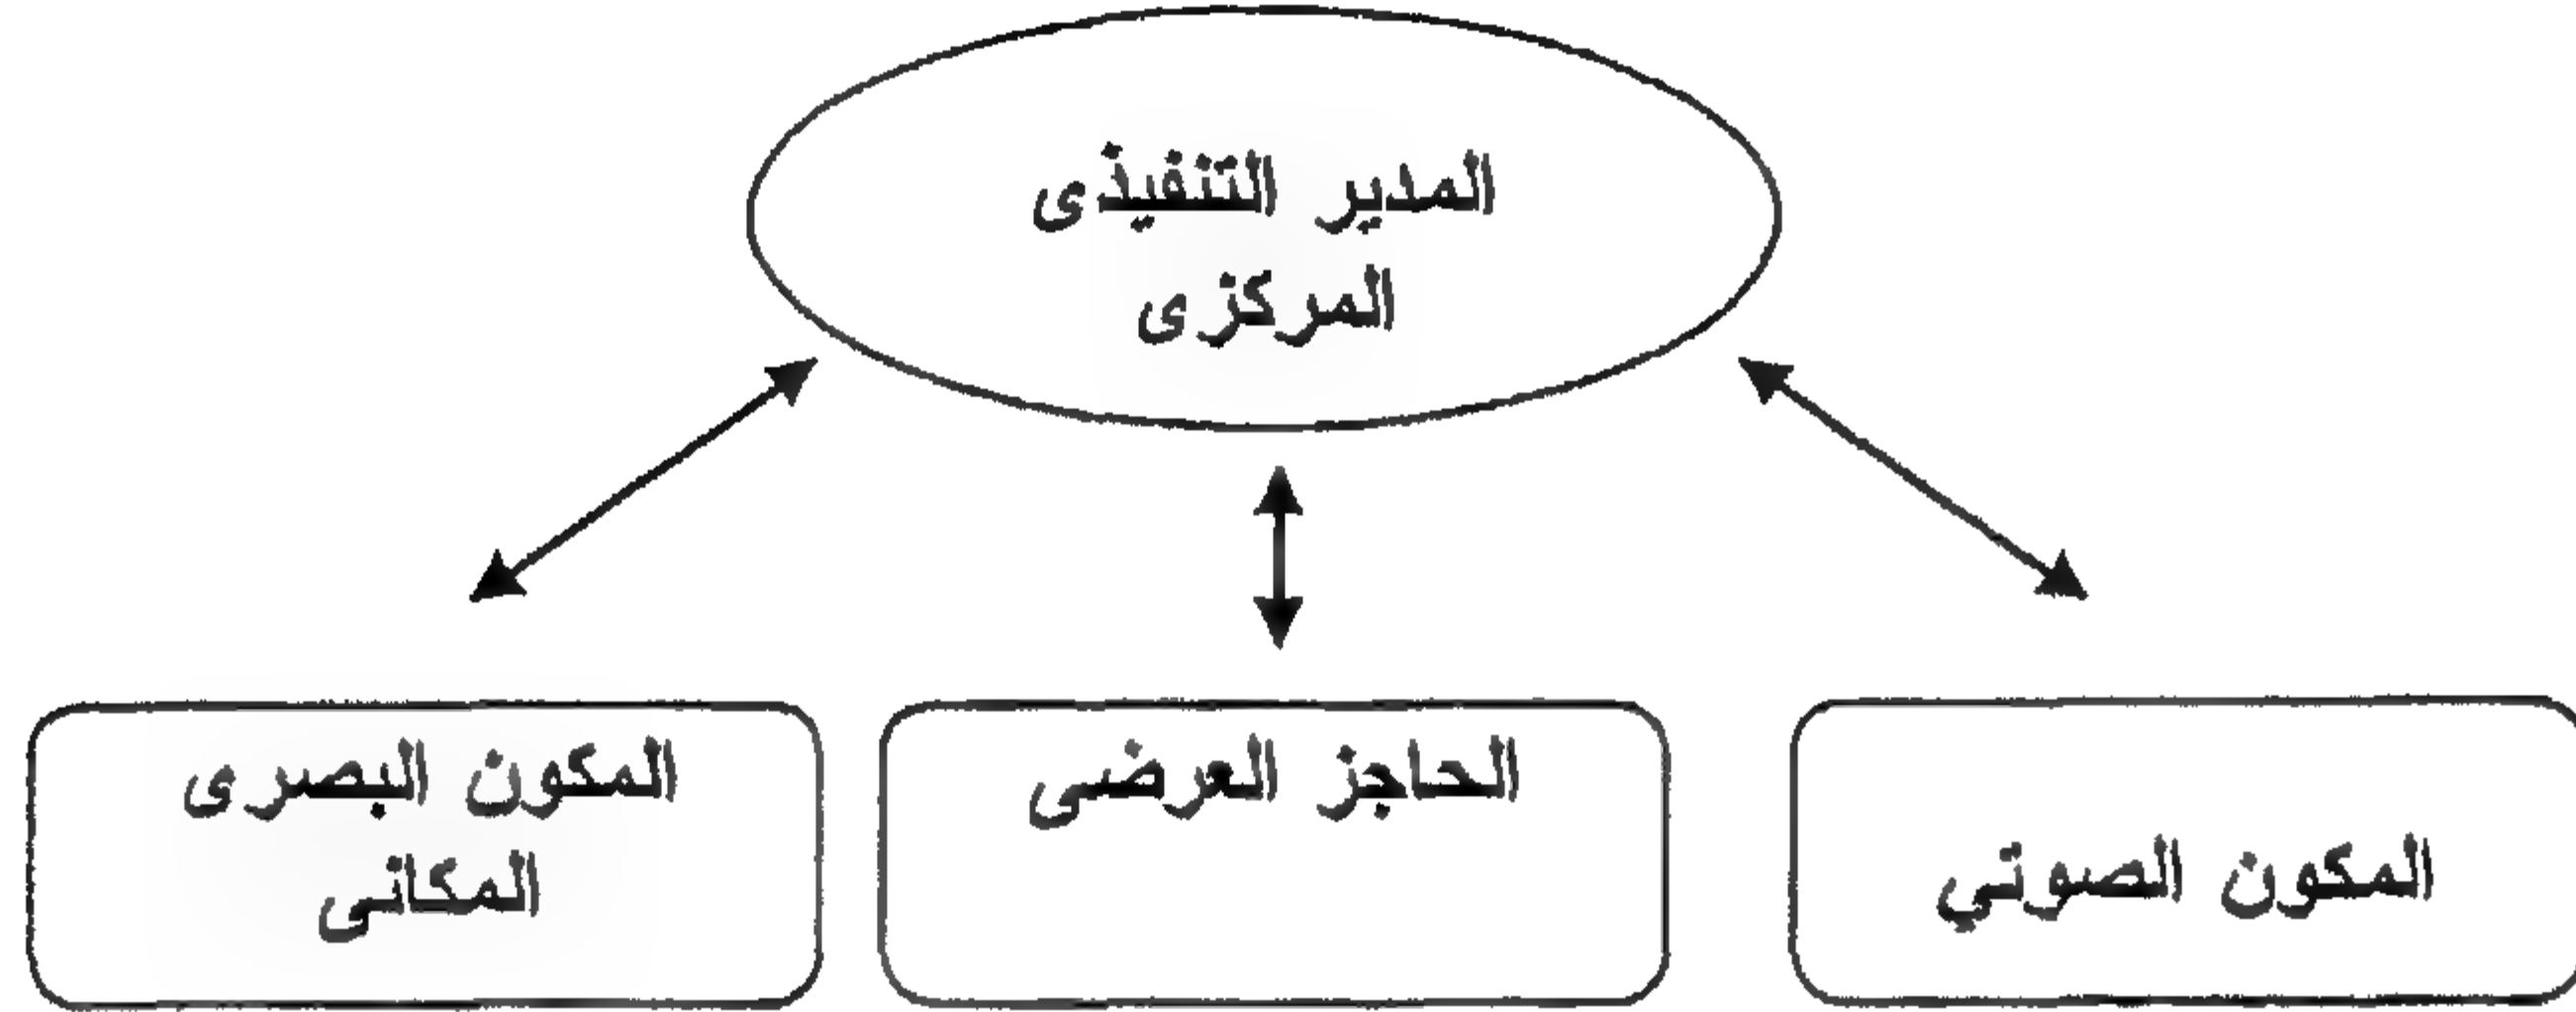 المدير التنفيذى
المركزى
المكون الصوتي
الحاجز العرضى
المكون البصرى
المكانى